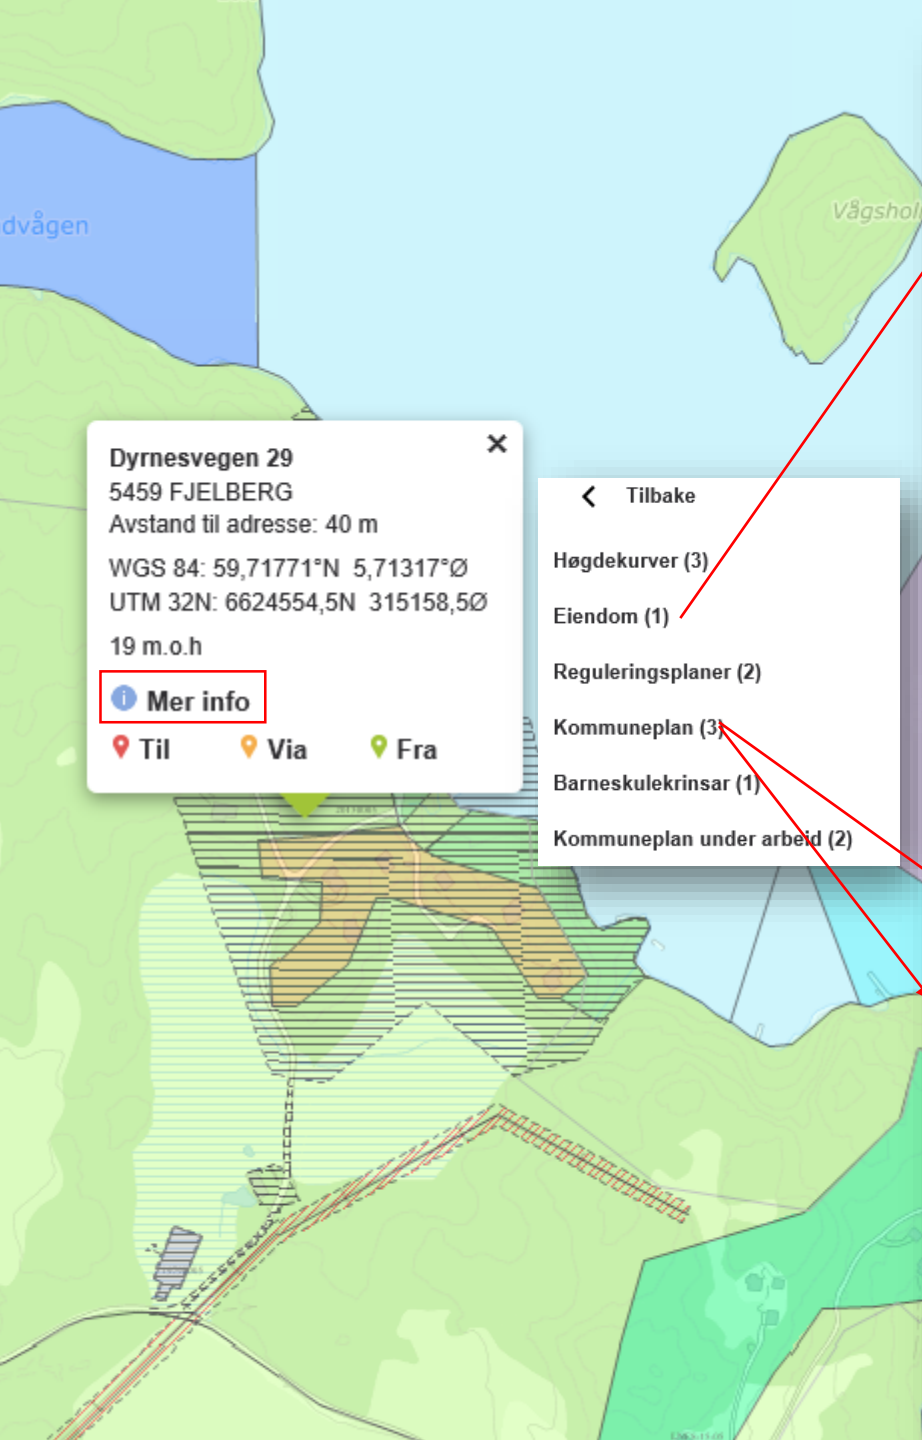 dvågen
Vågshol
Dyrnesvegen 29
5459 FJELBERG
Avstand til adresse: 40 m
WGS 84: 59,71771°N 5,71317°Ø
UTM 32N: 6624554,5N 315158,5Ø
19 m.o.h
Mer info
Til Via Fra
Tilbake
Høgdekurver (3)
Eiendom (1)
Reguleringsplaner (2)
Kommuneplan (3)
Barneskulekrinsar (1)
Kommuneplan under arbeid (2)